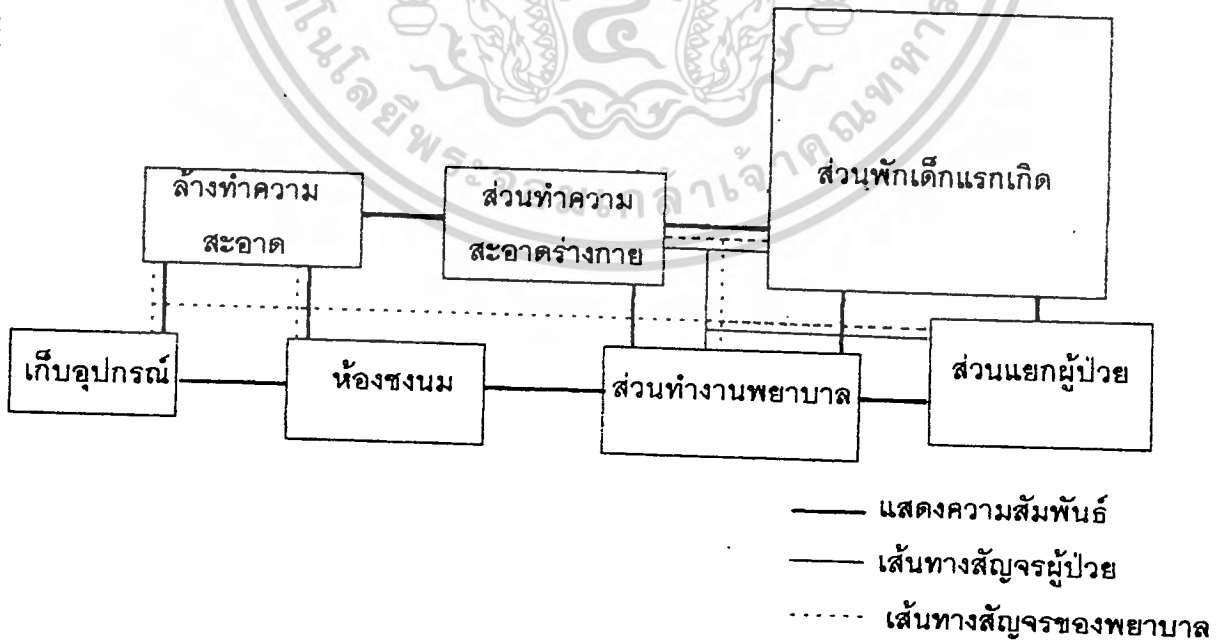 ส่วนพักเด็กแรกเกิด
ล้างทำความ
สะอาด
ส่วนทำความ
สะอาดร่างกาย
เก็บอุปกรณ์
ห้องชงนม
ส่วนทำงานพยาบาล
ส่วนแยกผู้ป่วย
แสดงความสัมพันธ์
เส้นทางสัญจรผู้ป่วย
เส้นทางสัญจรของพยาบาล